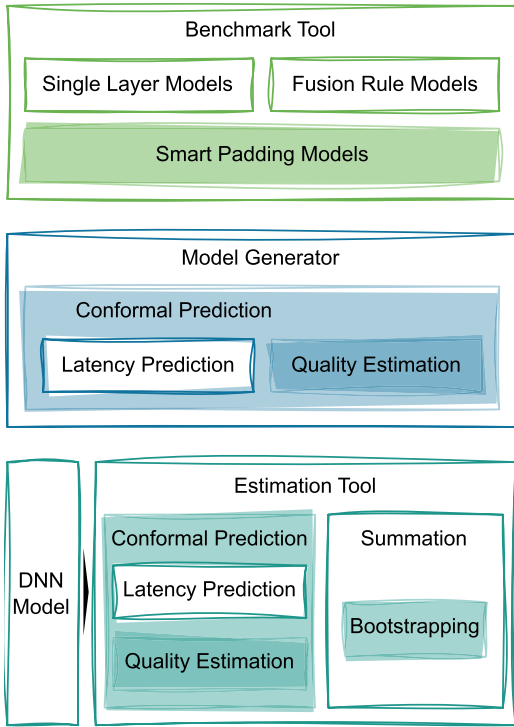 Benchmark Tool
Single Layer Models
Fusion Rule Models
Smart Padding Models
Model Generator
Conformal Prediction
Latency Prediction
Quality Estimation
DNN
Model
Estimation Tool
Conformal Prediction
Latency Prediction
Quality Estimation
Summation
Bootstrapping